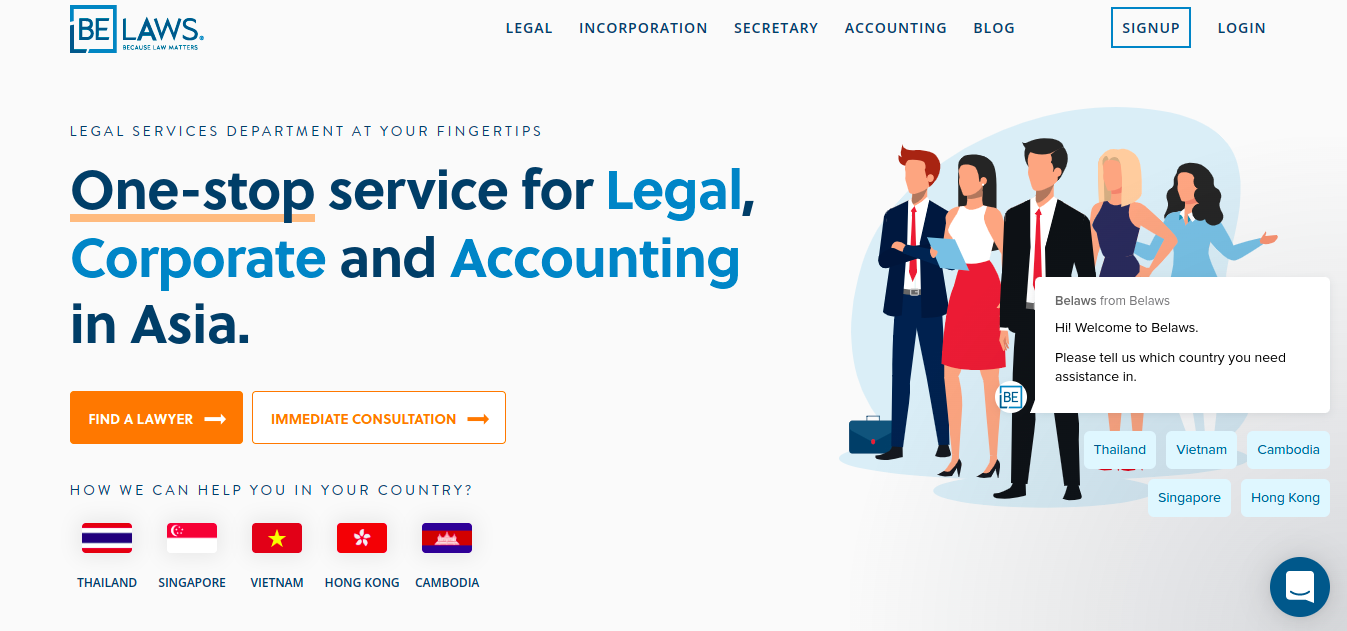 BE LAWS®
BECAUSE LAW MATTERS
LEGAL INCORPORATION SECRETARY ACCOUNTING BLOG SIGNUP LOGIN
LEGAL SERVICES DEPARTMENT AT YOUR FINGERTIPS
One-stop service for Legal,
Corporate and Accounting
in Asia.
FIND A LAWYER
IMMEDIATE CONSULTATION
HOW WE CAN HELP YOU IN YOUR COUNTRY?
THAILAND SINGAPORE VIETNAM HONG KONG CAMBODIA
Belaws from Belaws
Hi! Welcome to Belaws.
Please tell us which country you need
assistance in.
BE
Thailand Vietnam Cambodia
Singapore Hong Kong